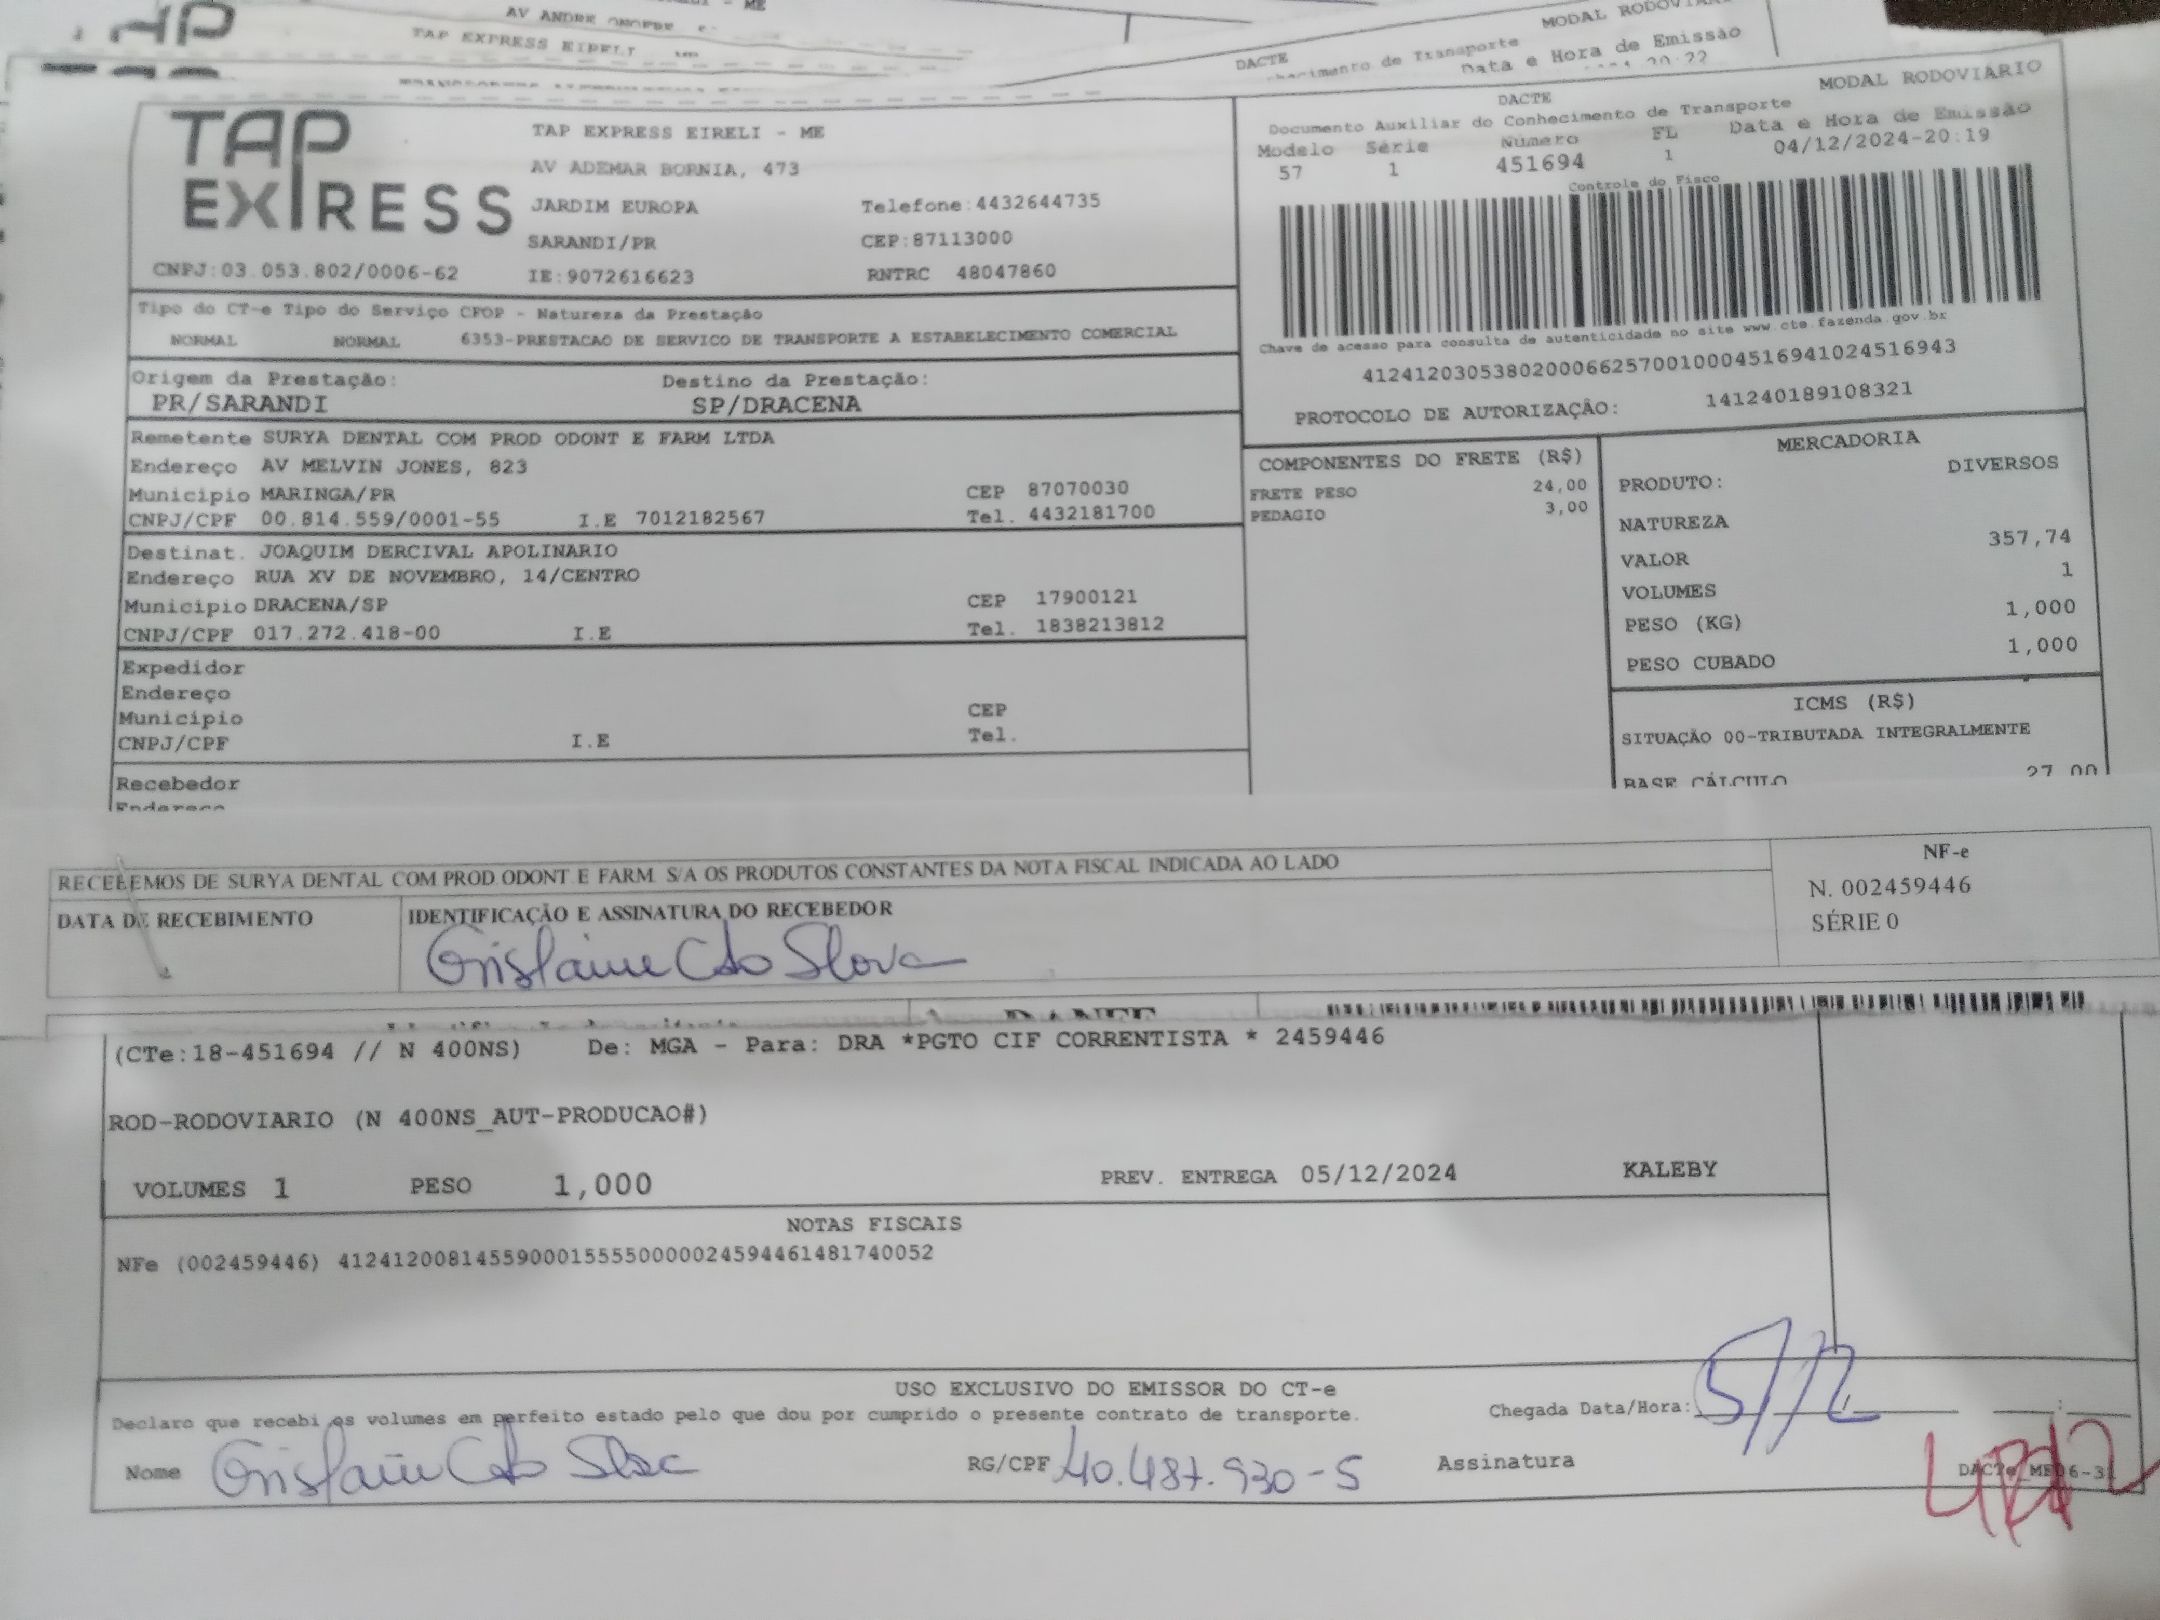 AV ANDRE ONOFRE
TAP EXPRESS EIRELI
MODAL RODOVIA
DACTE
hecimento de Transporte
Data e Hora de Emissão
20:22
TAP EXPRESS
TAP EXPRESS EIRELI - ME
AV ADEMAR BORNIA, 473
JARDIM EUROPA Telefone:4432644735
SARANDI/PR CEP:87113000
CNPJ:03.053.802/0006-62 IE:9072616623 RNTRC 48047860
DACTE MODAL RODOVIARIO
Documento Auxiliar do Conhecimento de Transporte
Modelo Série Número FL Data e Hora de Emissão
57 1 451694 1 04/12/2024-20:19
Controle do Fisco
Chave de acesso para consulta de autenticidade no site www.cte.fazenda.gov.br
41241203053802000662570010004516941024516943
PROTOCOLO DE AUTORIZAÇÃO: 141240189108321
Tipo do CT-e Tipo do Serviço CFOP - Natureza da Prestação
NORMAL NORMAL 6353-PRESTACAO DE SERVICO DE TRANSPORTE A ESTABELECIMENTO COMERCIAL
Origem da Prestação: Destino da Prestação:
PR/SARANDI SP/DRACENA
Remetente SURYA DENTAL COM PROD ODONT E FARM LTDA
Endereço AV MELVIN JONES, 823
Municipio MARINGA/PR CEP 87070030
CNPJ/CPF 00.814.559/0001-55 I.E 7012182567 Tel. 4432181700
Destinat. JOAQUIM DERCIVAL APOLINARIO
Endereço RUA XV DE NOVEMBRO, 14/CENTRO
Municipio DRACENA/SP CEP 17900121
CNPJ/CPF 017.272.418-00 I.E Tel. 1838213812
Expedidor
Endereço
Municipio CEP
CNPJ/CPF I.E Tel.
Recebedor
Endereço
COMPONENTES DO FRETE (R$)
FRETE PESO 24,00
PEDAGIO 3,00
MERCADORIA
PRODUTO: DIVERSOS
NATUREZA
VALOR 357,74
VOLUMES 1
PESO (KG) 1,000
PESO CUBADO 1,000
ICMS (R$)
SITUAÇÃO 00-TRIBUTADA INTEGRALMENTE
BASE CÁLCULO 27,00
RECEBEMOS DE SURYA DENTAL COM PROD ODONT E FARM S/A OS PRODUTOS CONSTANTES DA NOTA FISCAL INDICADA AO LADO
DATA DE RECEBIMENTO IDENTIFICAÇÃO E ASSINATURA DO RECEBEDOR
NF-e
N. 002459446
SÉRIE 0
DANFE
(CTe:18-451694 // N 400NS) De: MGA - Para: DRA *PGTO CIF CORRENTISTA * 2459446
ROD-RODOVIARIO (N 400NS_AUT-PRODUCAO#)
VOLUMES 1 PESO 1,000 PREV. ENTREGA 05/12/2024 KALEBY
NOTAS FISCAIS
NFe (002459446) 41241200814559000155550000024594461481740052
USO EXCLUSIVO DO EMISSOR DO CT-e
Declaro que recebi os volumes em perfeito estado pelo que dou por cumprido o presente contrato de transporte. Chegada Data/Hora: 5/12
Nome RG/CPF 40.487.930-5 Assinatura